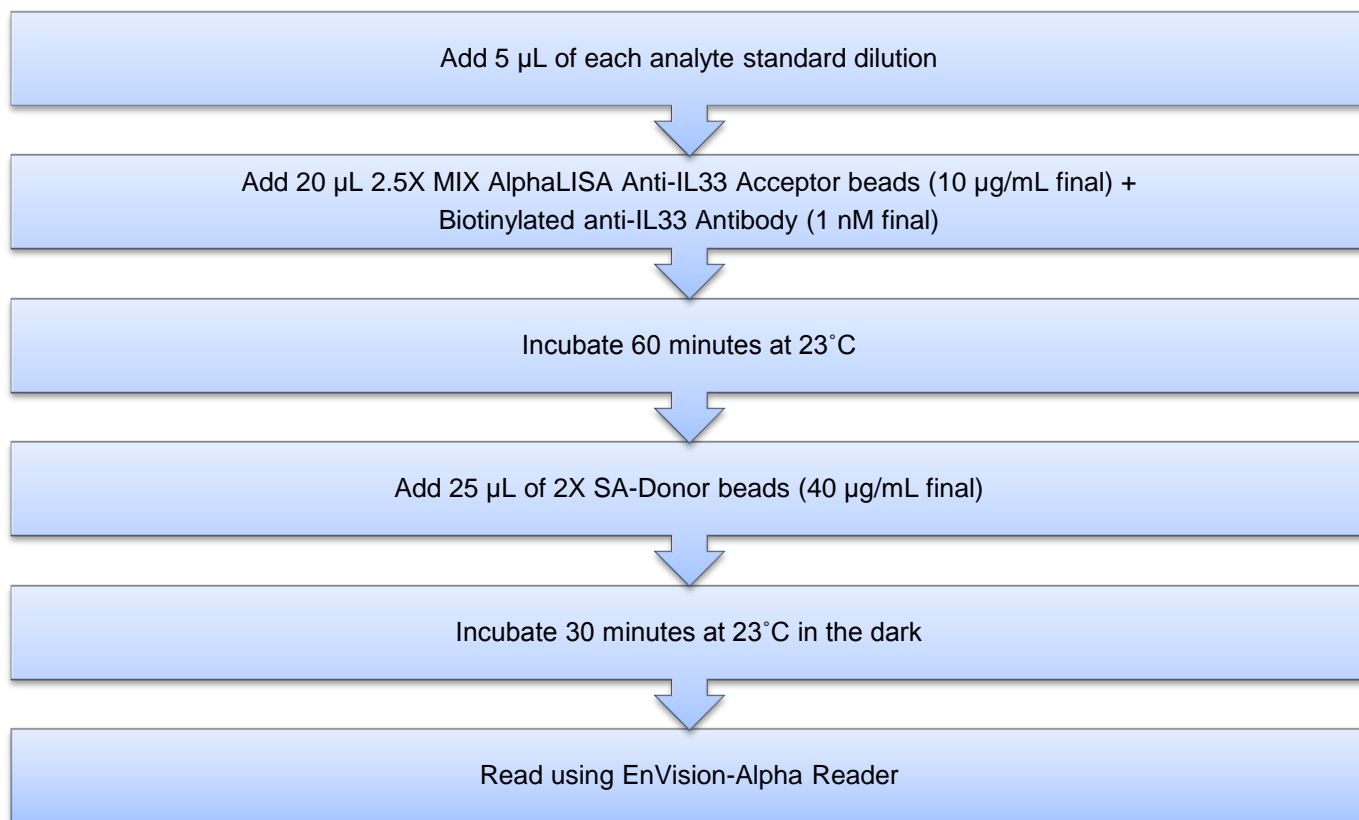 Add 5 µL of each analyte standard dilution
Add 20 µL 2.5X MIX AlphaLISA Anti-IL33 Acceptor beads (10 µg/mL final) +
Biotinylated anti-IL33 Antibody (1 nM final)
Incubate 60 minutes at 23˚C
Add 25 µL of 2X SA-Donor beads (40 µg/mL final)
Incubate 30 minutes at 23˚C in the dark
Read using EnVision-Alpha Reader